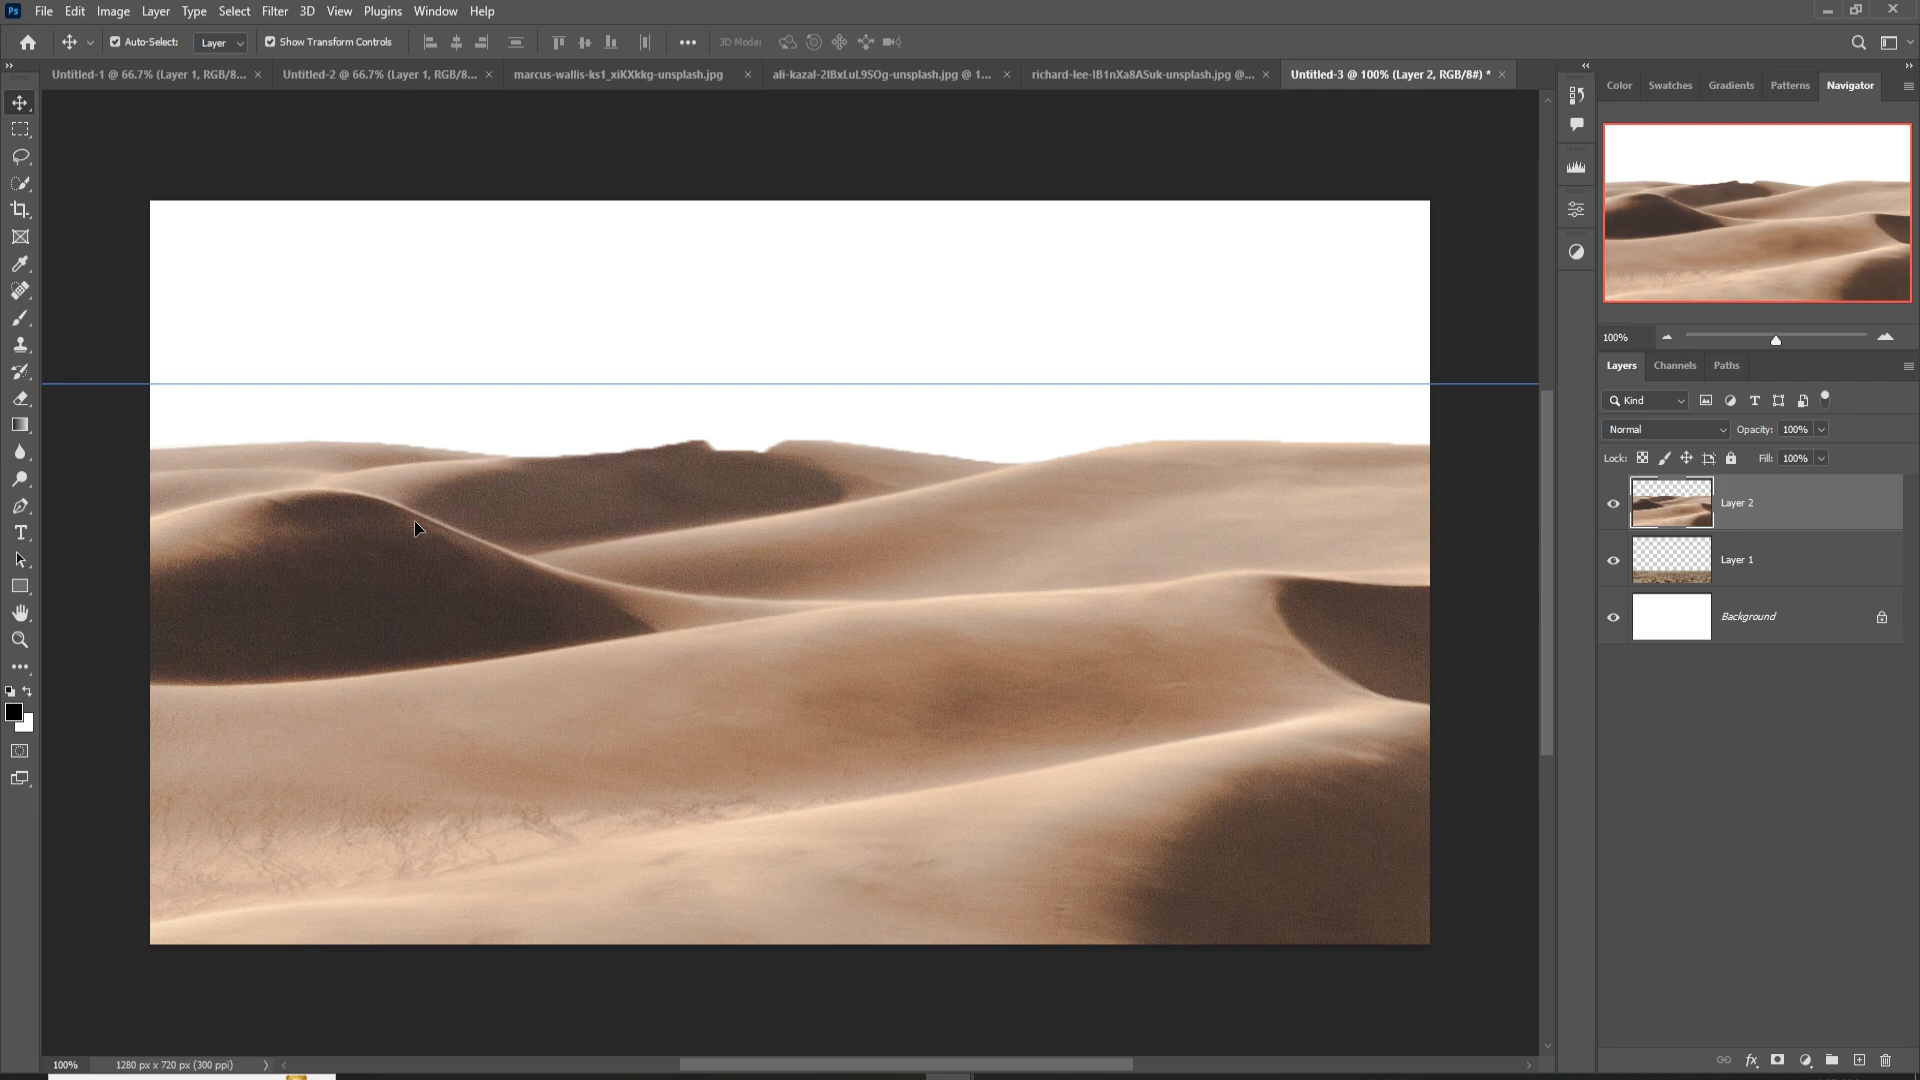 Ps File Edit Image Layer Type Select Filter 3D View Plugins Window Help
Auto-Select: Layer Show Transform Controls 3D Mode:
Untitled-1 @ 66.7% (Layer 1, RGB/8... Untitled-2 @ 66.7% (Layer 1, RGB/8... marcus-wallis-ks1_xiKXkkg-unsplash.jpg ali-kazal-2IBxLuL9SOg-unsplash.jpg @ 1... richard-lee-IB1nXa8ASuk-unsplash.jpg @... Untitled-3 @ 100% (Layer 2, RGB/8#) *
Color Swatches Gradients Patterns Navigator
100%
Layers Channels Paths
Kind
Normal Opacity: 100%
Lock: Fill: 100%
Layer 2
Layer 1
Background
fx
100% 1280 px x 720 px (300 ppi)